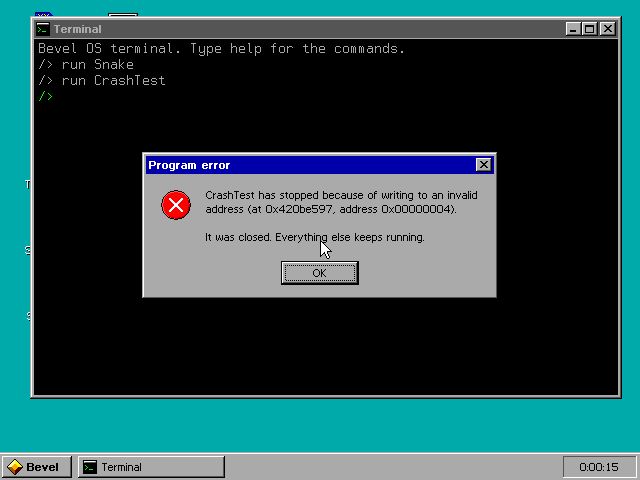 Terminal
Bevel OS terminal. Type help for the commands.
/> run Snake
/> run CrashTest
/>
Program error
CrashTest has stopped because of writing to an invalid
address (at 0x420be597, address 0x00000004).
It was closed. Everything else keeps running.
OK
Bevel
Terminal
0:00:15